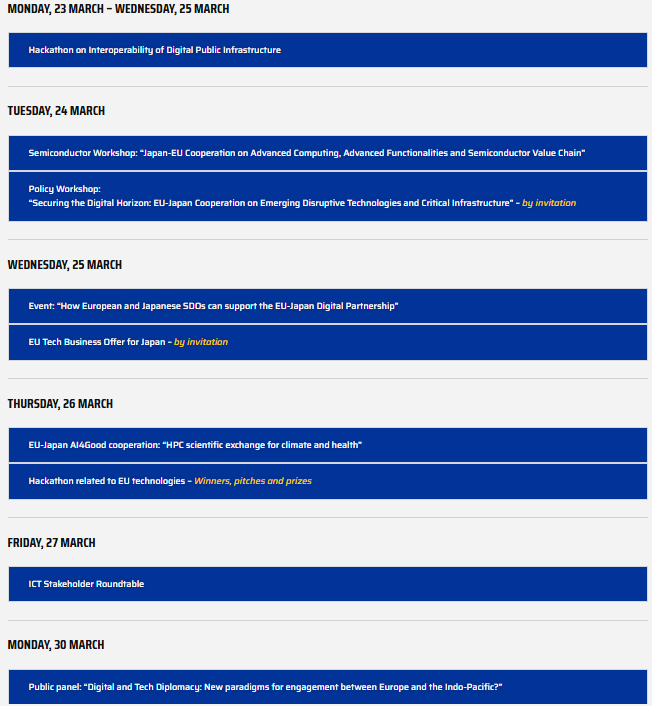 MONDAY, 23 MARCH – WEDNESDAY, 25 MARCH
Hackathon on Interoperability of Digital Public Infrastructure
TUESDAY, 24 MARCH
Semiconductor Workshop: “Japan-EU Cooperation on Advanced Computing, Advanced Functionalities and Semiconductor Value Chain”
Policy Workshop:
“Securing the Digital Horizon: EU-Japan Cooperation on Emerging Disruptive Technologies and Critical Infrastructure” – by invitation
WEDNESDAY, 25 MARCH
Event: “How European and Japanese SDOs can support the EU-Japan Digital Partnership”
EU Tech Business Offer for Japan – by invitation
THURSDAY, 26 MARCH
EU-Japan AI4Good cooperation: “HPC scientific exchange for climate and health”
Hackathon related to EU technologies – Winners, pitches and prizes
FRIDAY, 27 MARCH
ICT Stakeholder Roundtable
MONDAY, 30 MARCH
Public panel: “Digital and Tech Diplomacy: New paradigms for engagement between Europe and the Indo-Pacific?”